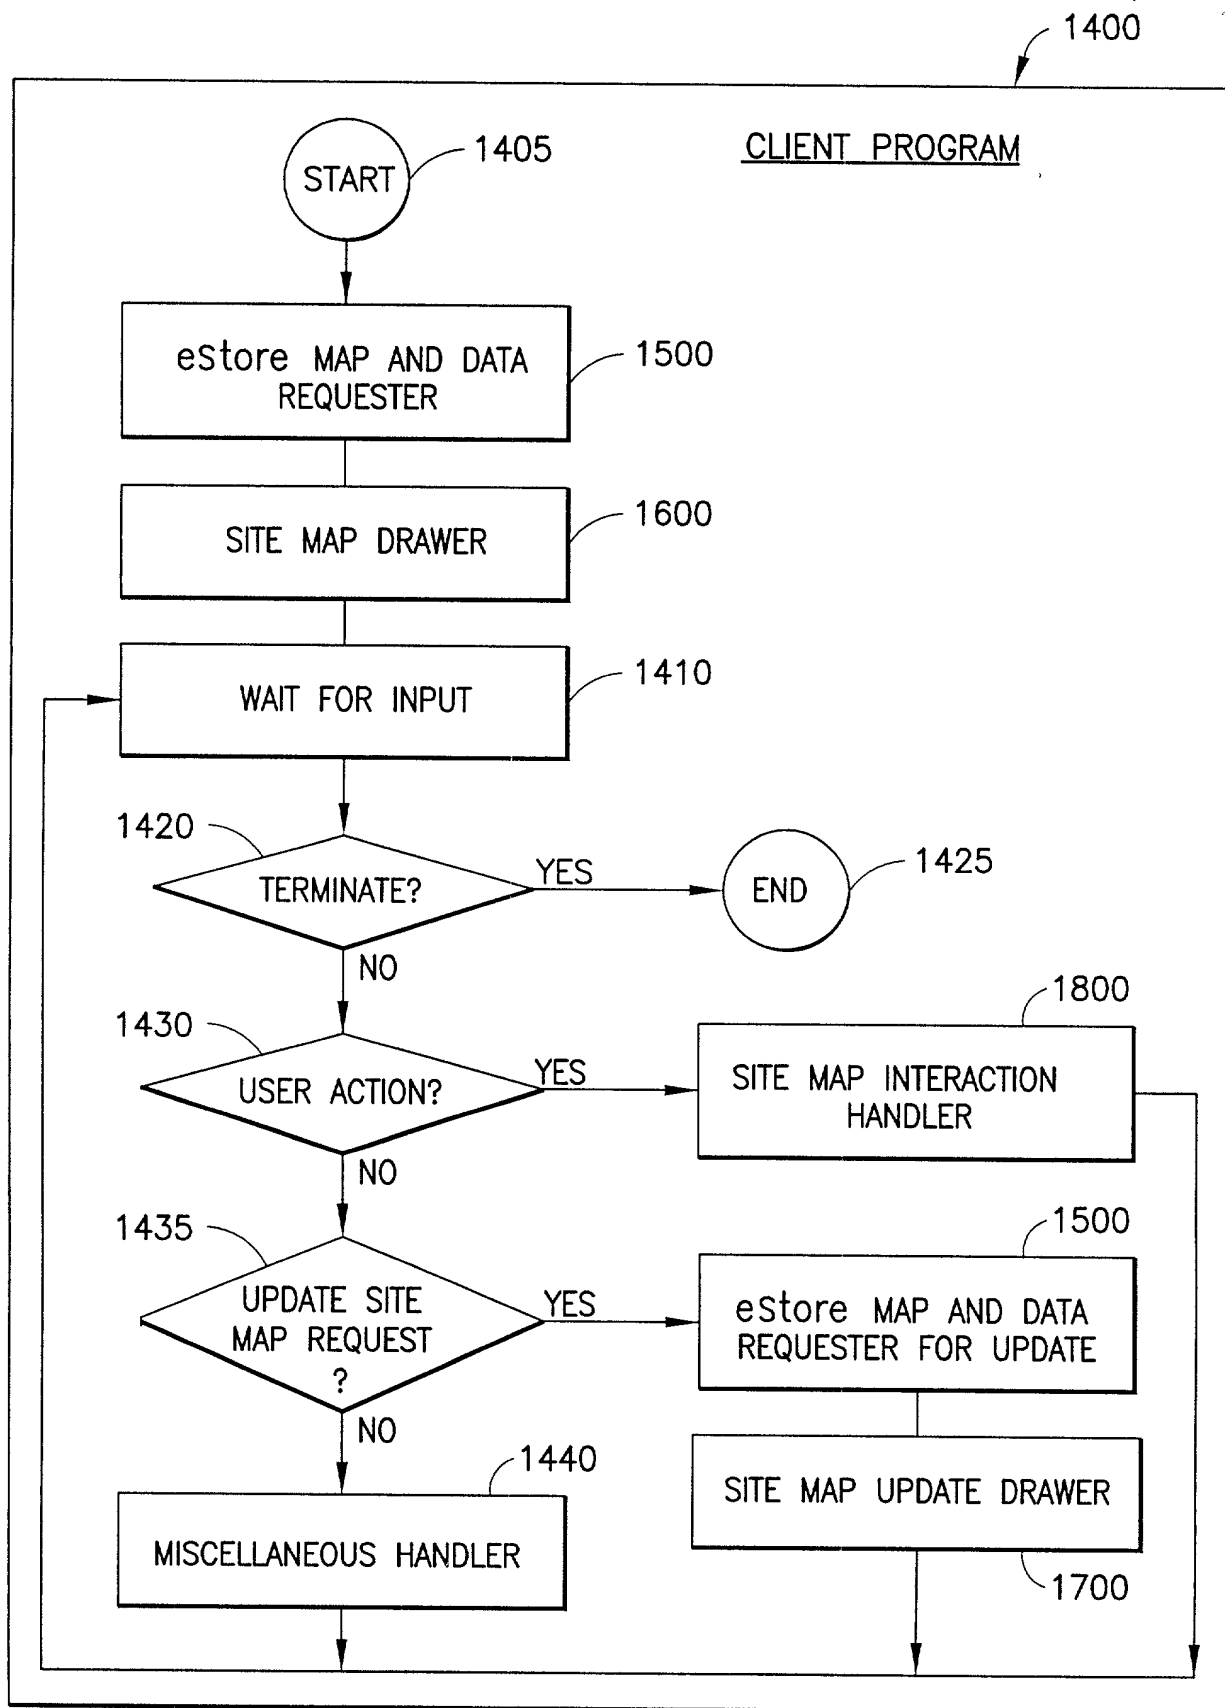 1400
CLIENT PROGRAM
START
1405
eStore MAP AND DATA
REQUESTER
1500
SITE MAP DRAWER
1600
WAIT FOR INPUT
1410
1420
TERMINATE?
YES
END
1425
NO
1430
USER ACTION?
YES
SITE MAP INTERACTION
HANDLER
1800
NO
1435
UPDATE SITE
MAP REQUEST
?
YES
eStore MAP AND DATA
REQUESTER FOR UPDATE
1500
NO
SITE MAP UPDATE DRAWER
1700
1440
MISCELLANEOUS HANDLER